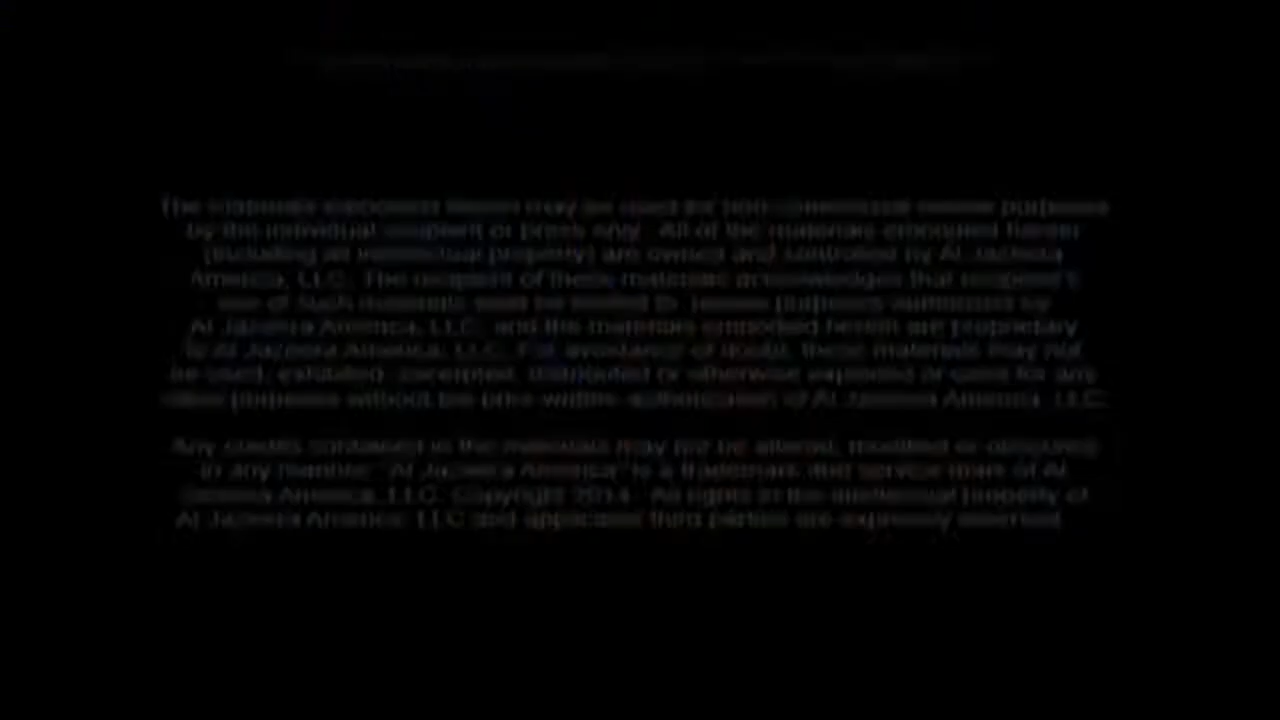 The materials embodied herein may be used for non-commercial review purposes
by the individual recipient or press only. All of the materials embodied herein
(including all intellectual property) are owned and controlled by Al Jazeera
America, LLC. The recipient of these materials acknowledges that recipient's
use of such materials shall be limited to review purposes authorized by
Al Jazeera America, LLC. and the materials embodied herein are proprietary
to Al Jazeera America, LLC. For avoidance of doubt, these materials may not
be used, exhibited, excerpted, distributed or otherwise exploited or used for any
other purposes without the prior written authorization of Al Jazeera America, LLC.
Any credits contained in the materials may not be altered, modified or obscured
in any manner. "Al Jazeera America" is a trademark and service mark of Al
Jazeera America, LLC. Copyright 2014. All rights in the intellectual property of
Al Jazeera America, LLC and applicable third parties are expressly reserved.